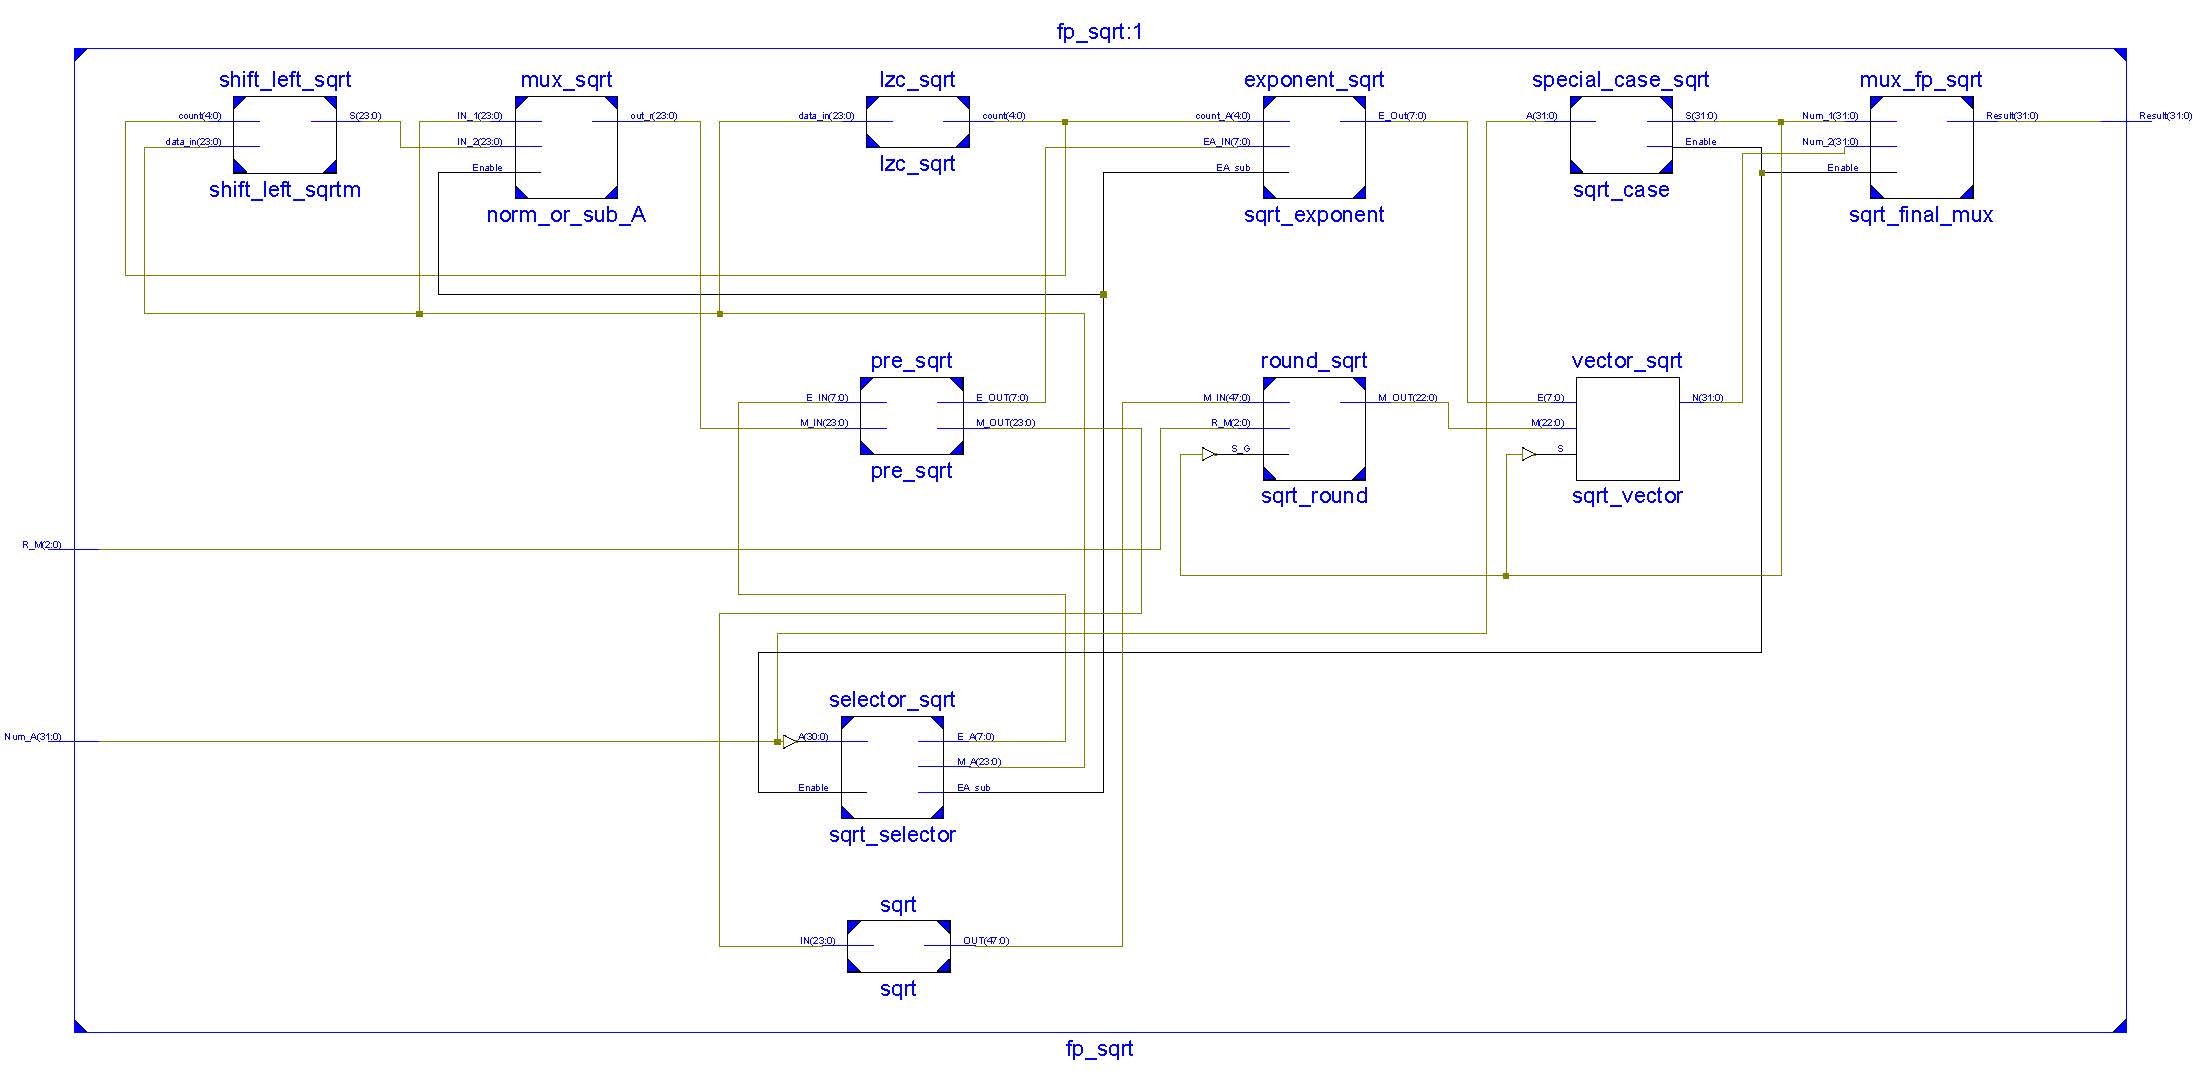 fp_sqrt:1
shift_left_sqrt
count(4:0)
S(23:0)
data_in(23:0)
shift_left_sqrtm
mux_sqrt
IN_1(23:0)
out_r(23:0)
IN_2(23:0)
Enable
norm_or_sub_A
lzc_sqrt
data_in(23:0)
count(4:0)
lzc_sqrt
exponent_sqrt
count_A(4:0)
E_Out(7:0)
EA_IN(7:0)
EA_sub
sqrt_exponent
special_case_sqrt
A(31:0)
S(31:0)
Enable
sqrt_case
mux_fp_sqrt
Num_1(31:0)
Result(31:0)
Num_2(31:0)
Enable
sqrt_final_mux
Result(31:0)
pre_sqrt
E_IN(7:0)
E_OUT(7:0)
M_IN(23:0)
M_OUT(23:0)
pre_sqrt
round_sqrt
M_IN(47:0)
M_OUT(22:0)
R_M(2:0)
S_G
sqrt_round
vector_sqrt
E(7:0)
N(31:0)
M(22:0)
S
sqrt_vector
R_M(2:0)
selector_sqrt
Num_A(31:0)
A(30:0)
E_A(7:0)
M_A(23:0)
Enable
EA_sub
sqrt_selector
sqrt
IN(23:0)
OUT(47:0)
sqrt
fp_sqrt